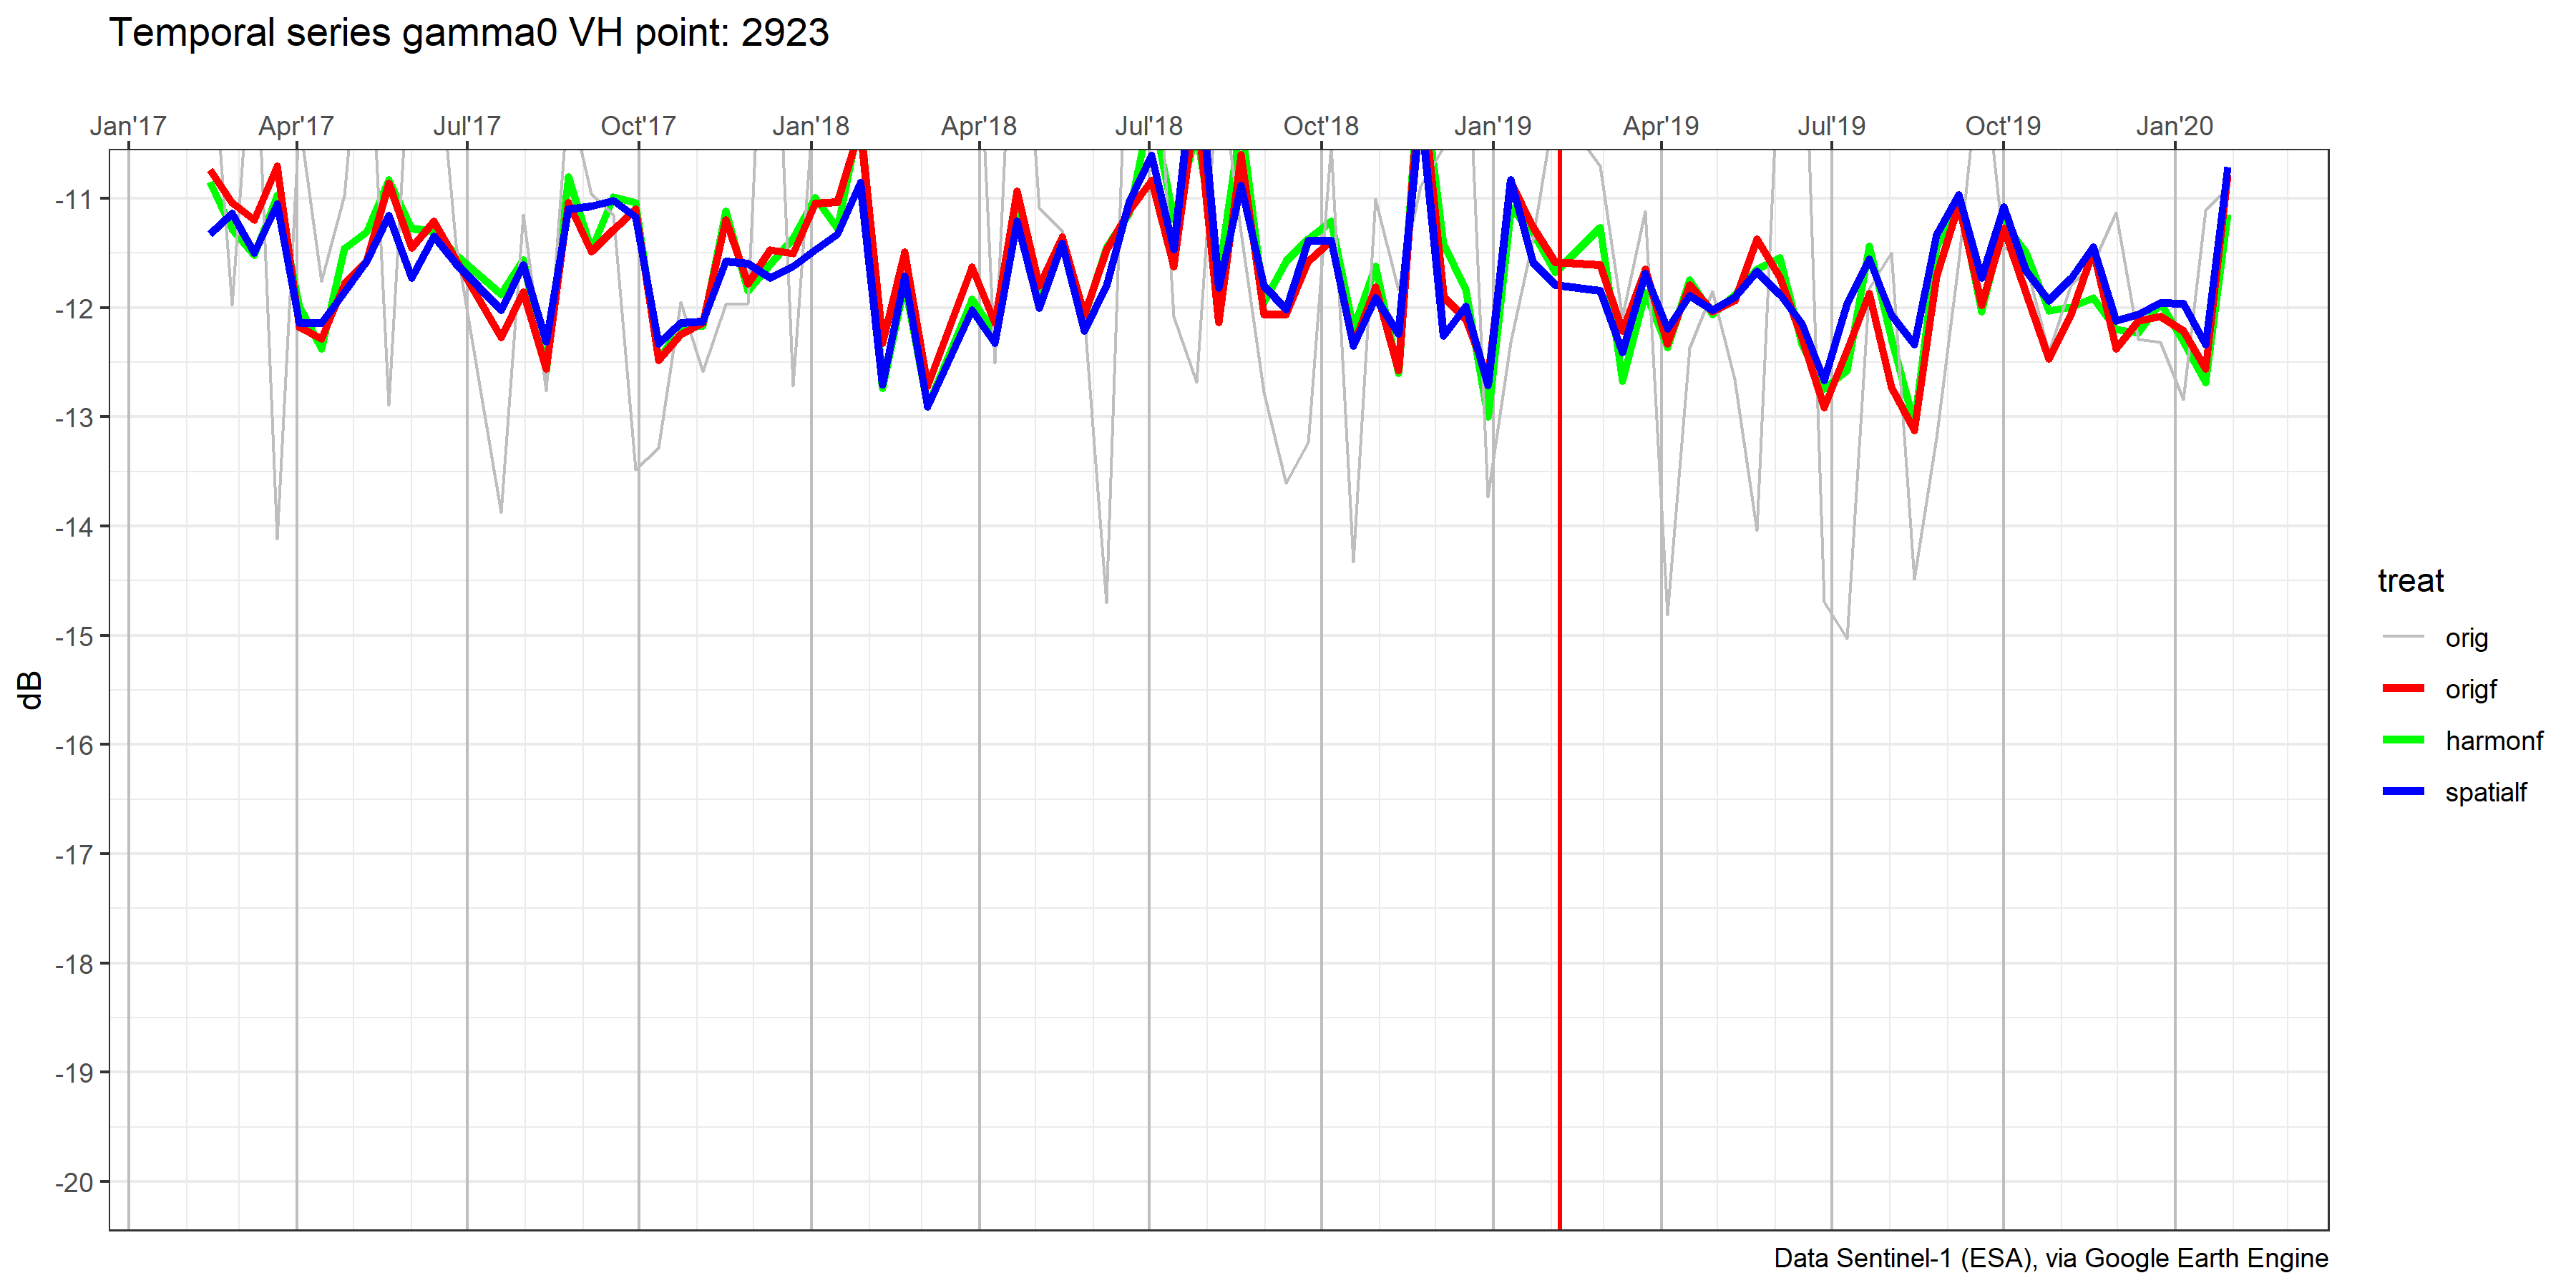 Temporal series gamma0 VH point: 2923
Jan'17 Apr'17 Jul'17 Oct'17 Jan'18 Apr'18 Jul'18 Oct'18 Jan'19 Apr'19 Jul'19 Oct'19 Jan'20
-11
-12
-13
-14
-15
-16
-17
-18
-19
-20
dB
treat
orig
origf
harmonf
spatialf
Data Sentinel-1 (ESA), via Google Earth Engine